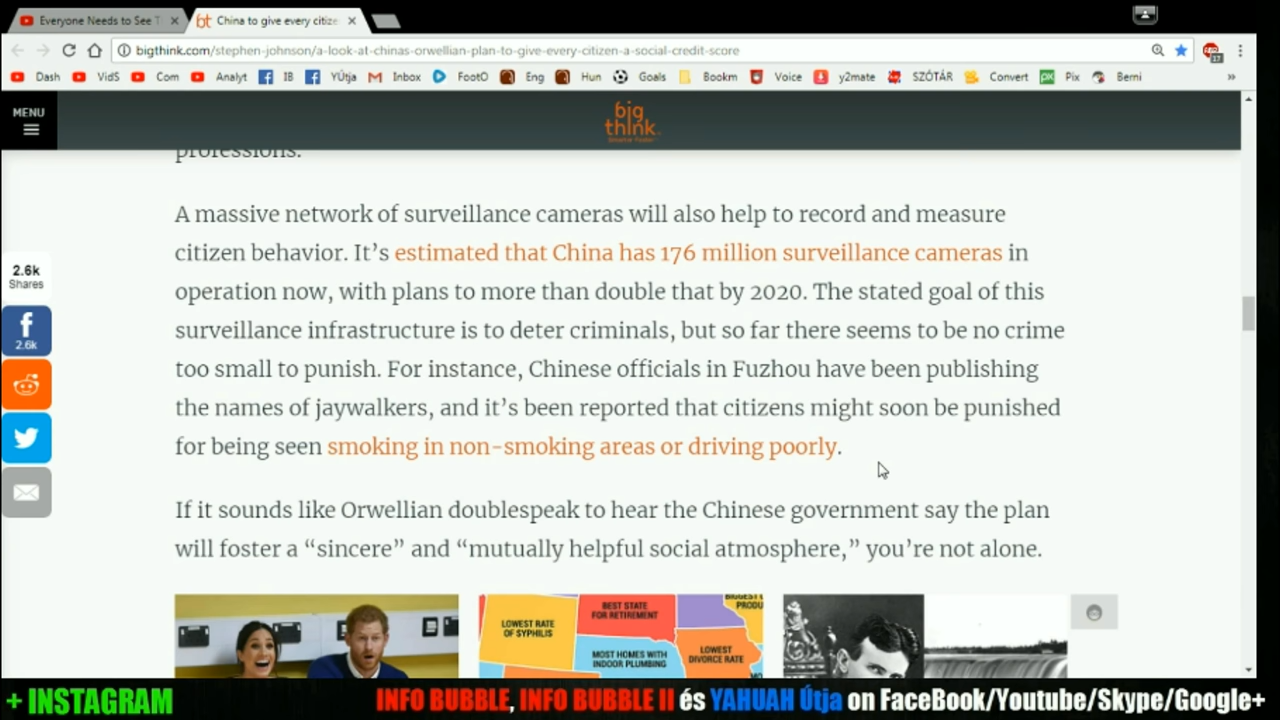 Everyone Needs to See T
China to give every citize
bigthink.com/stephen-johnson/a-look-at-chinas-orwellian-plan-to-give-every-citizen-a-social-credit-score
17
Dash VidS Com Analyt IB YÚtja Inbox FootO Eng Hun Goals Bookm Voice y2mate SZÓTÁR Convert Pix Berni »
MENU
big
think
professions.
A massive network of surveillance cameras will also help to record and measure
citizen behavior. It’s estimated that China has 176 million surveillance cameras in
operation now, with plans to more than double that by 2020. The stated goal of this
surveillance infrastructure is to deter criminals, but so far there seems to be no crime
too small to punish. For instance, Chinese officials in Fuzhou have been publishing
the names of jaywalkers, and it’s been reported that citizens might soon be punished
for being seen smoking in non-smoking areas or driving poorly.
2.6k
Shares
2.6k
If it sounds like Orwellian doublespeak to hear the Chinese government say the plan
will foster a “sincere” and “mutually helpful social atmosphere,” you’re not alone.
LOWEST RATE
OF SYPHILIS
BEST STATE
FOR RETIREMENT
BIGGEST
PRODU
MOST HOMES WITH
INDOOR PLUMBING
LOWEST
DIVORCE RATE
+ INSTAGRAM
INFO BUBBLE, INFO BUBBLE II és YAHUAH Útja on FaceBook/Youtube/Skype/Google+